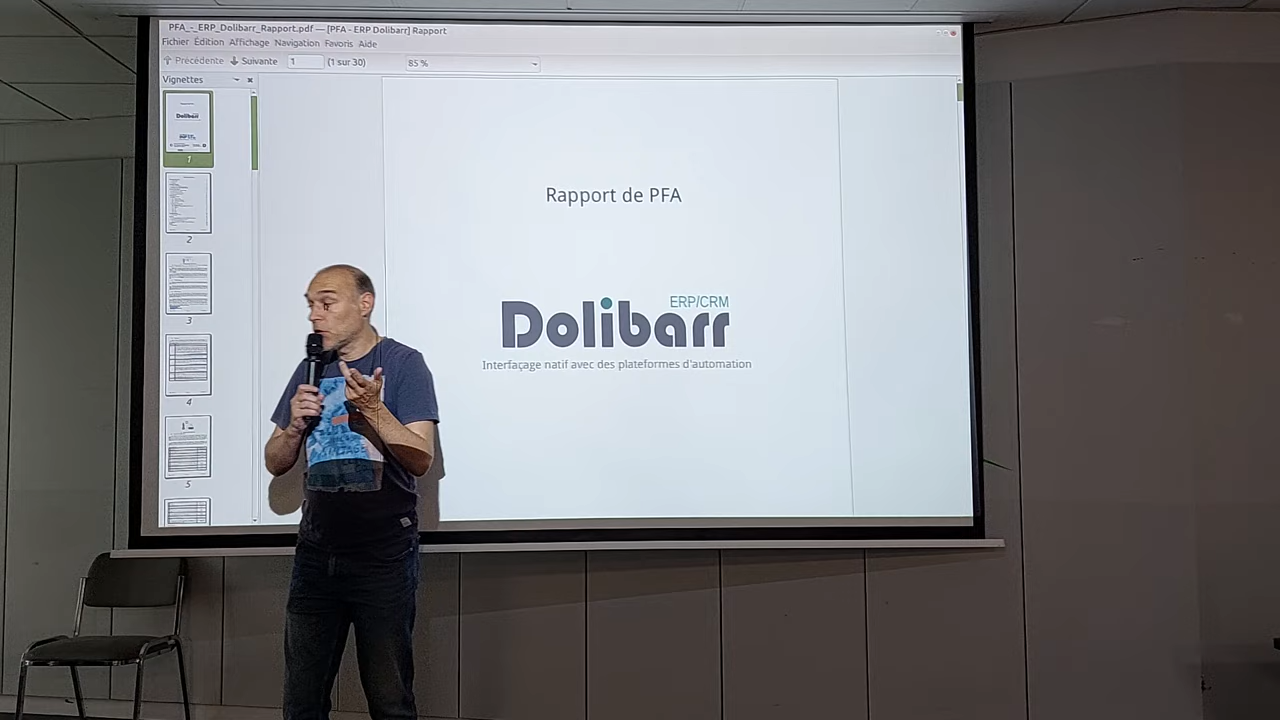 PFA_-_ERP_Dolibarr_Rapport.pdf — [PFA - ERP Dolibarr] Rapport
Fichier Édition Affichage Navigation Favoris Aide
Précédente Suivante 1 (1 sur 30) 85 %
Vignettes
1
2
3
4
5
Rapport de PFA
ERP/CRM
Dolibarr
Interfaçage natif avec des plateformes d'automation